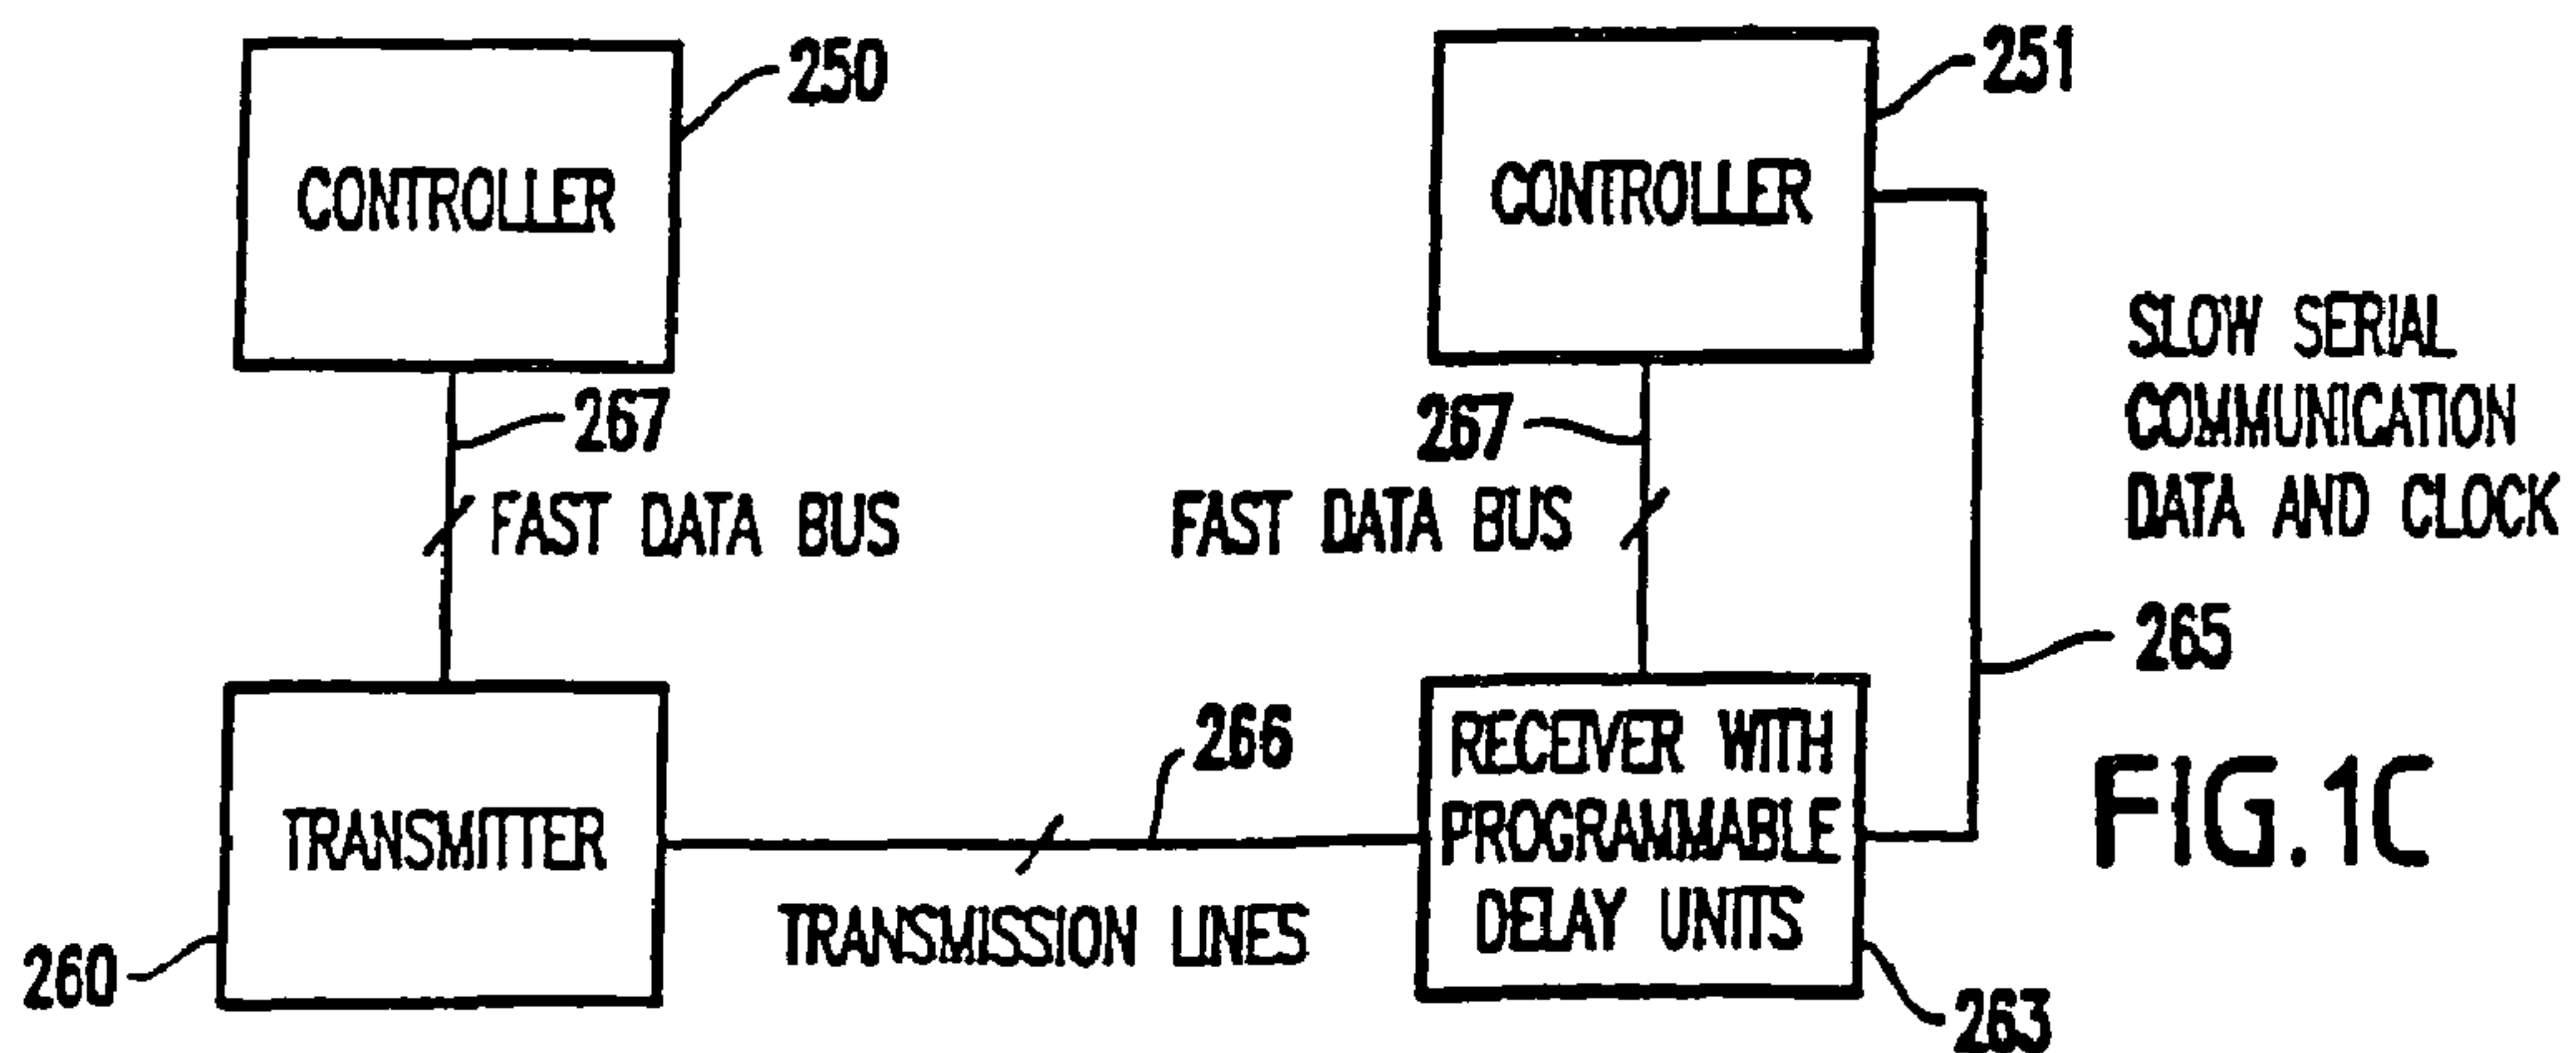 250
CONTROLLER
267
FAST DATA BUS
TRANSMITTER
260
266
TRANSMISSION LINES
251
CONTROLLER
267
FAST DATA BUS
SLOW SERIAL
COMMUNICATION
DATA AND CLOCK
265
RECEIVER WITH
PROGRAMMABLE
DELAY UNITS
263
FIG.1C